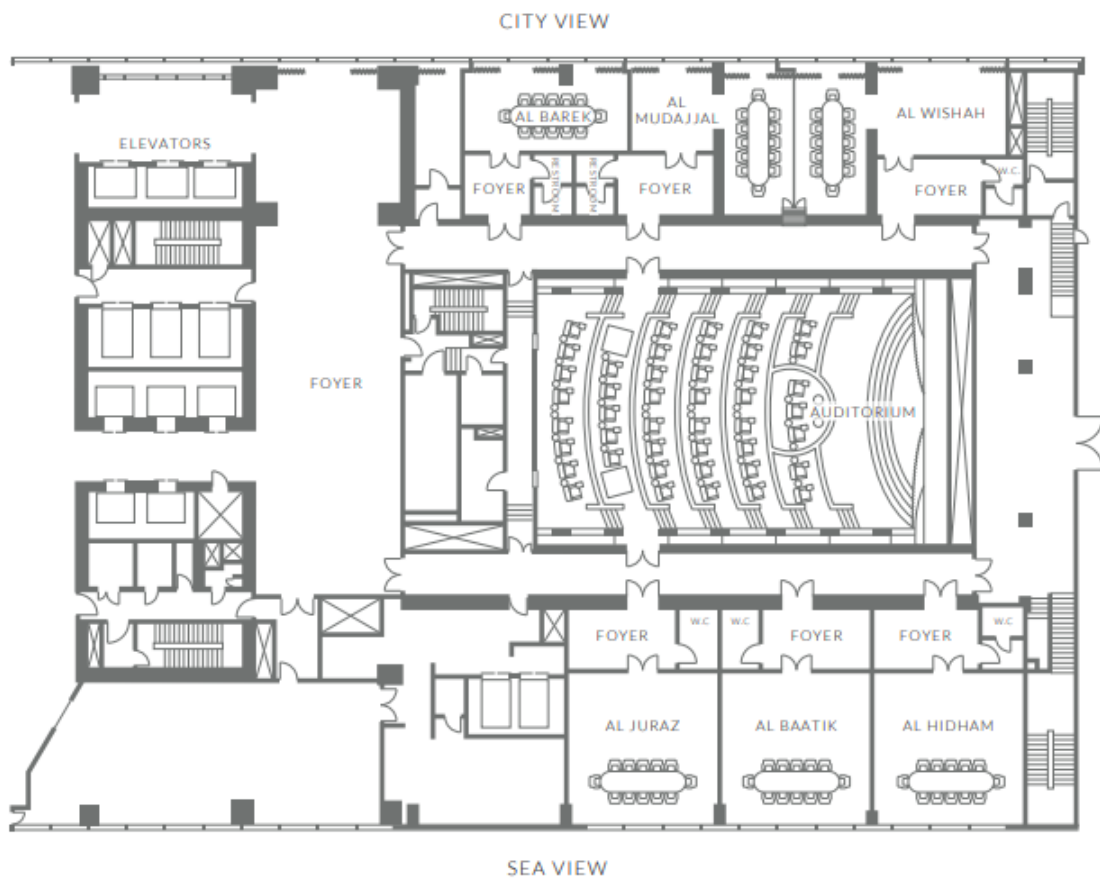 CITY VIEW
ELEVATORS
AL BAREK
AL
MUDAJJAL
AL WISHAH
FOYER
RESTROOM
RESTROOM
FOYER
FOYER
W.C.
FOYER
AUDITORIUM
FOYER
W.C
W.C
FOYER
FOYER
W.C
AL JURAZ
AL BAATIK
AL HIDHAM
SEA VIEW